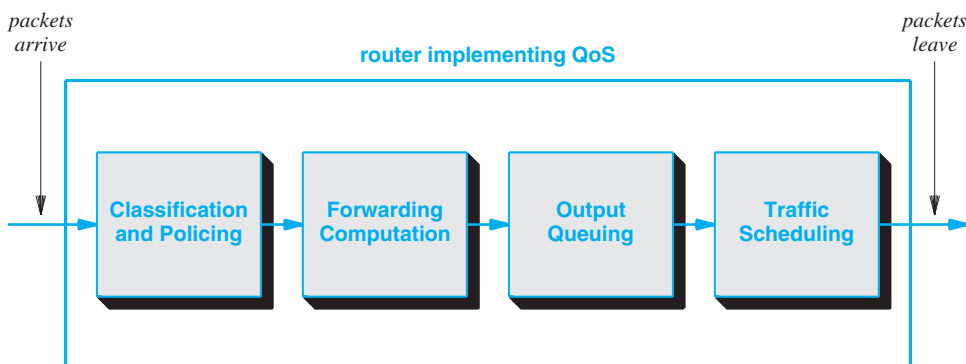 packets
arrive
packets
leave
router implementing QoS
Classification
and Policing
Forwarding
Computation
Output
Queuing
Traffic
Scheduling